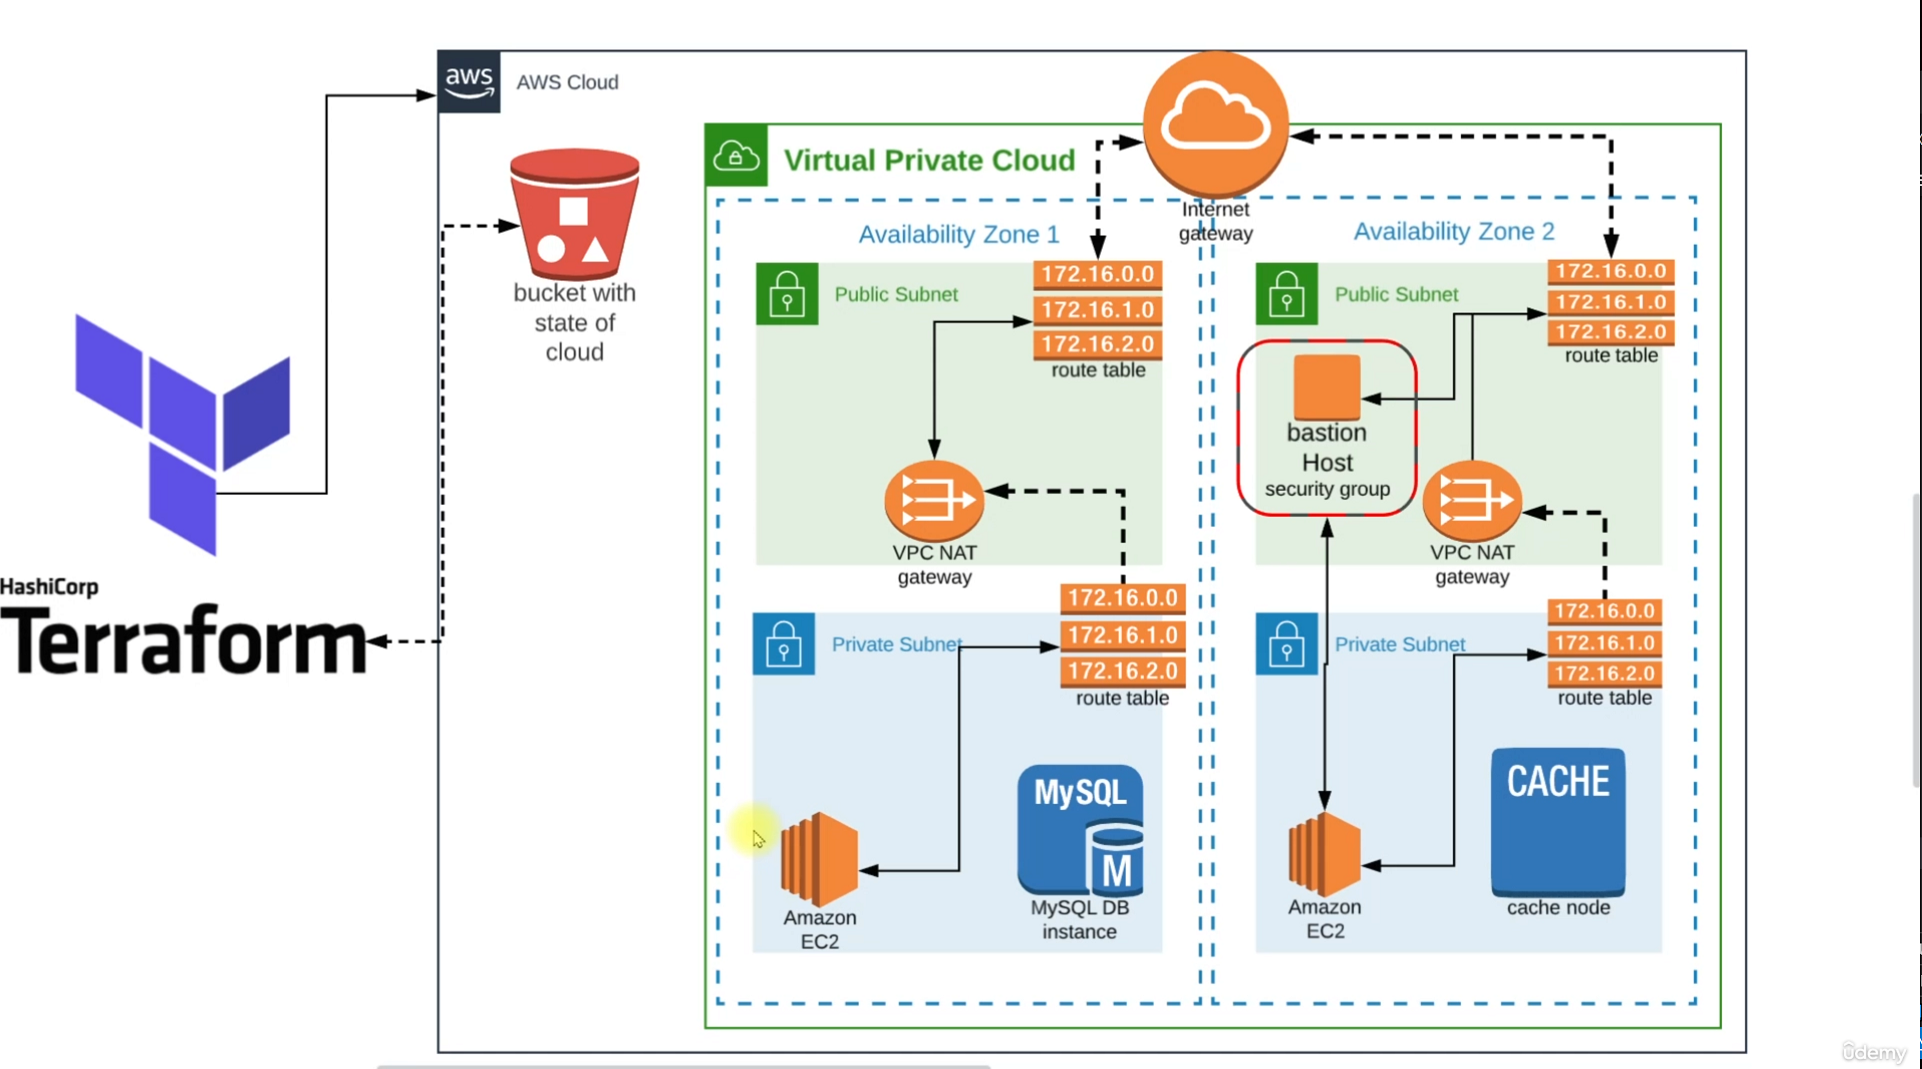 aws
AWS Cloud
bucket with
state of
cloud
HashiCorp
Terraform
Virtual Private Cloud
Internet
gateway
Availability Zone 1
Public Subnet
172.16.0.0
172.16.1.0
172.16.2.0
route table
VPC NAT
gateway
Private Subnet
172.16.0.0
172.16.1.0
172.16.2.0
route table
Amazon
EC2
MySQL
M
MySQL DB
instance
Availability Zone 2
Public Subnet
172.16.0.0
172.16.1.0
172.16.2.0
route table
bastion
Host
security group
VPC NAT
gateway
Private Subnet
172.16.0.0
172.16.1.0
172.16.2.0
route table
Amazon
EC2
CACHE
cache node
ûdemy